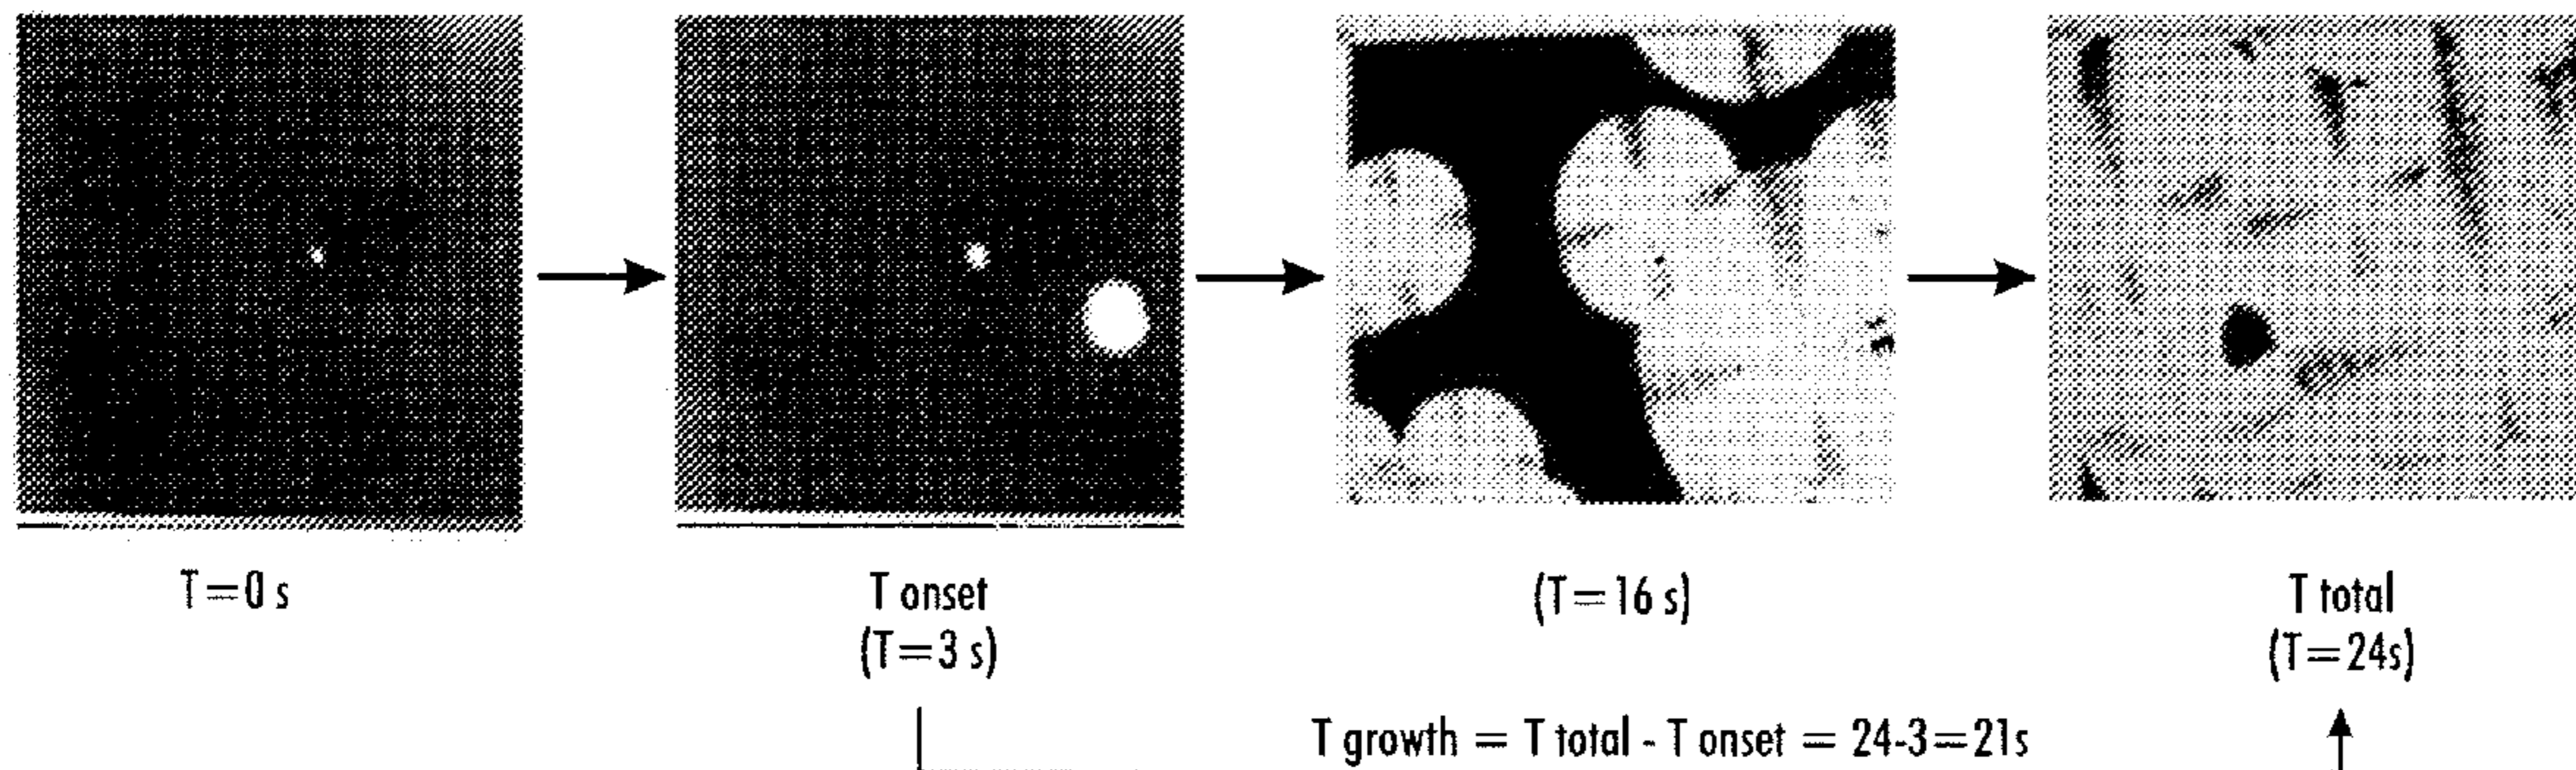 T=0 s
T onset
(T=3 s)
(T=16 s)
T total
(T=24s)
T growth = T total - T onset = 24-3=21s